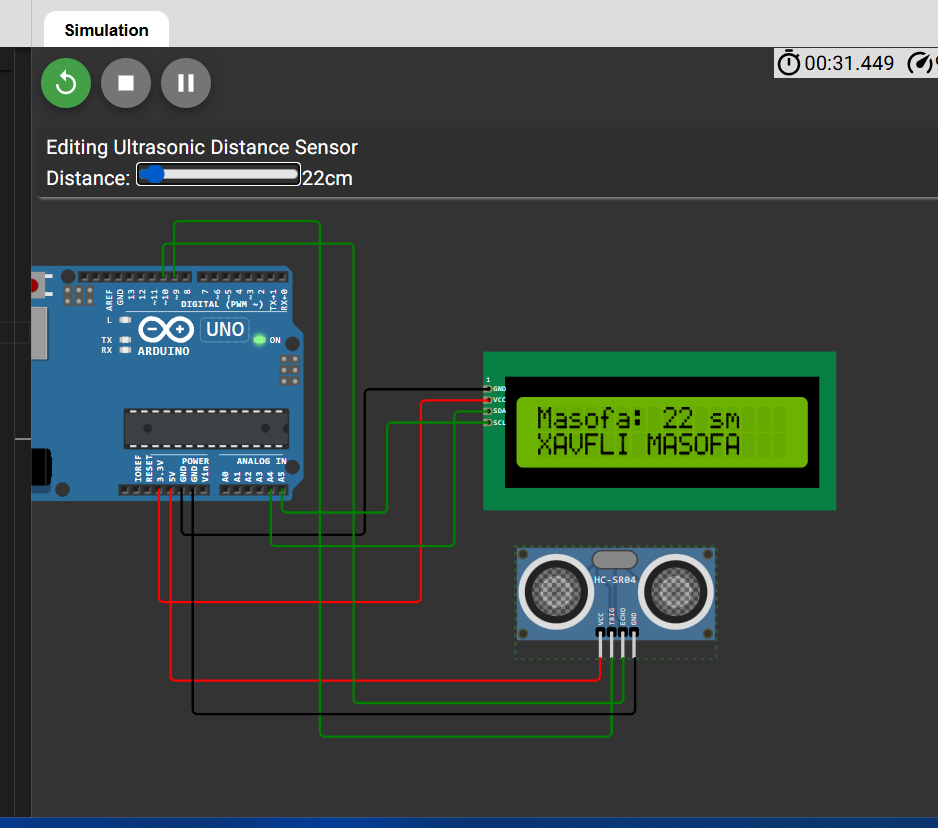 Simulation
00:31.449
Editing Ultrasonic Distance Sensor
Distance: 22cm
AREF
GND
13
12
~11
~10
~9
8
7
~6
~5
4
~3
2
TX→1
RX←0
DIGITAL (PWM ~)
L
TX
RX
UNO
ON
ARDUINO
IOREF
RESET
3.3V
5V
GND
GND
Vin
POWER
ANALOG IN
A0
A1
A2
A3
A4
A5
1
GND
VCC
SDA
SCL
Masofa: 22 sm
XAVFLI MASOFA
HC-SR04
VCC
TRIG
ECHO
GND